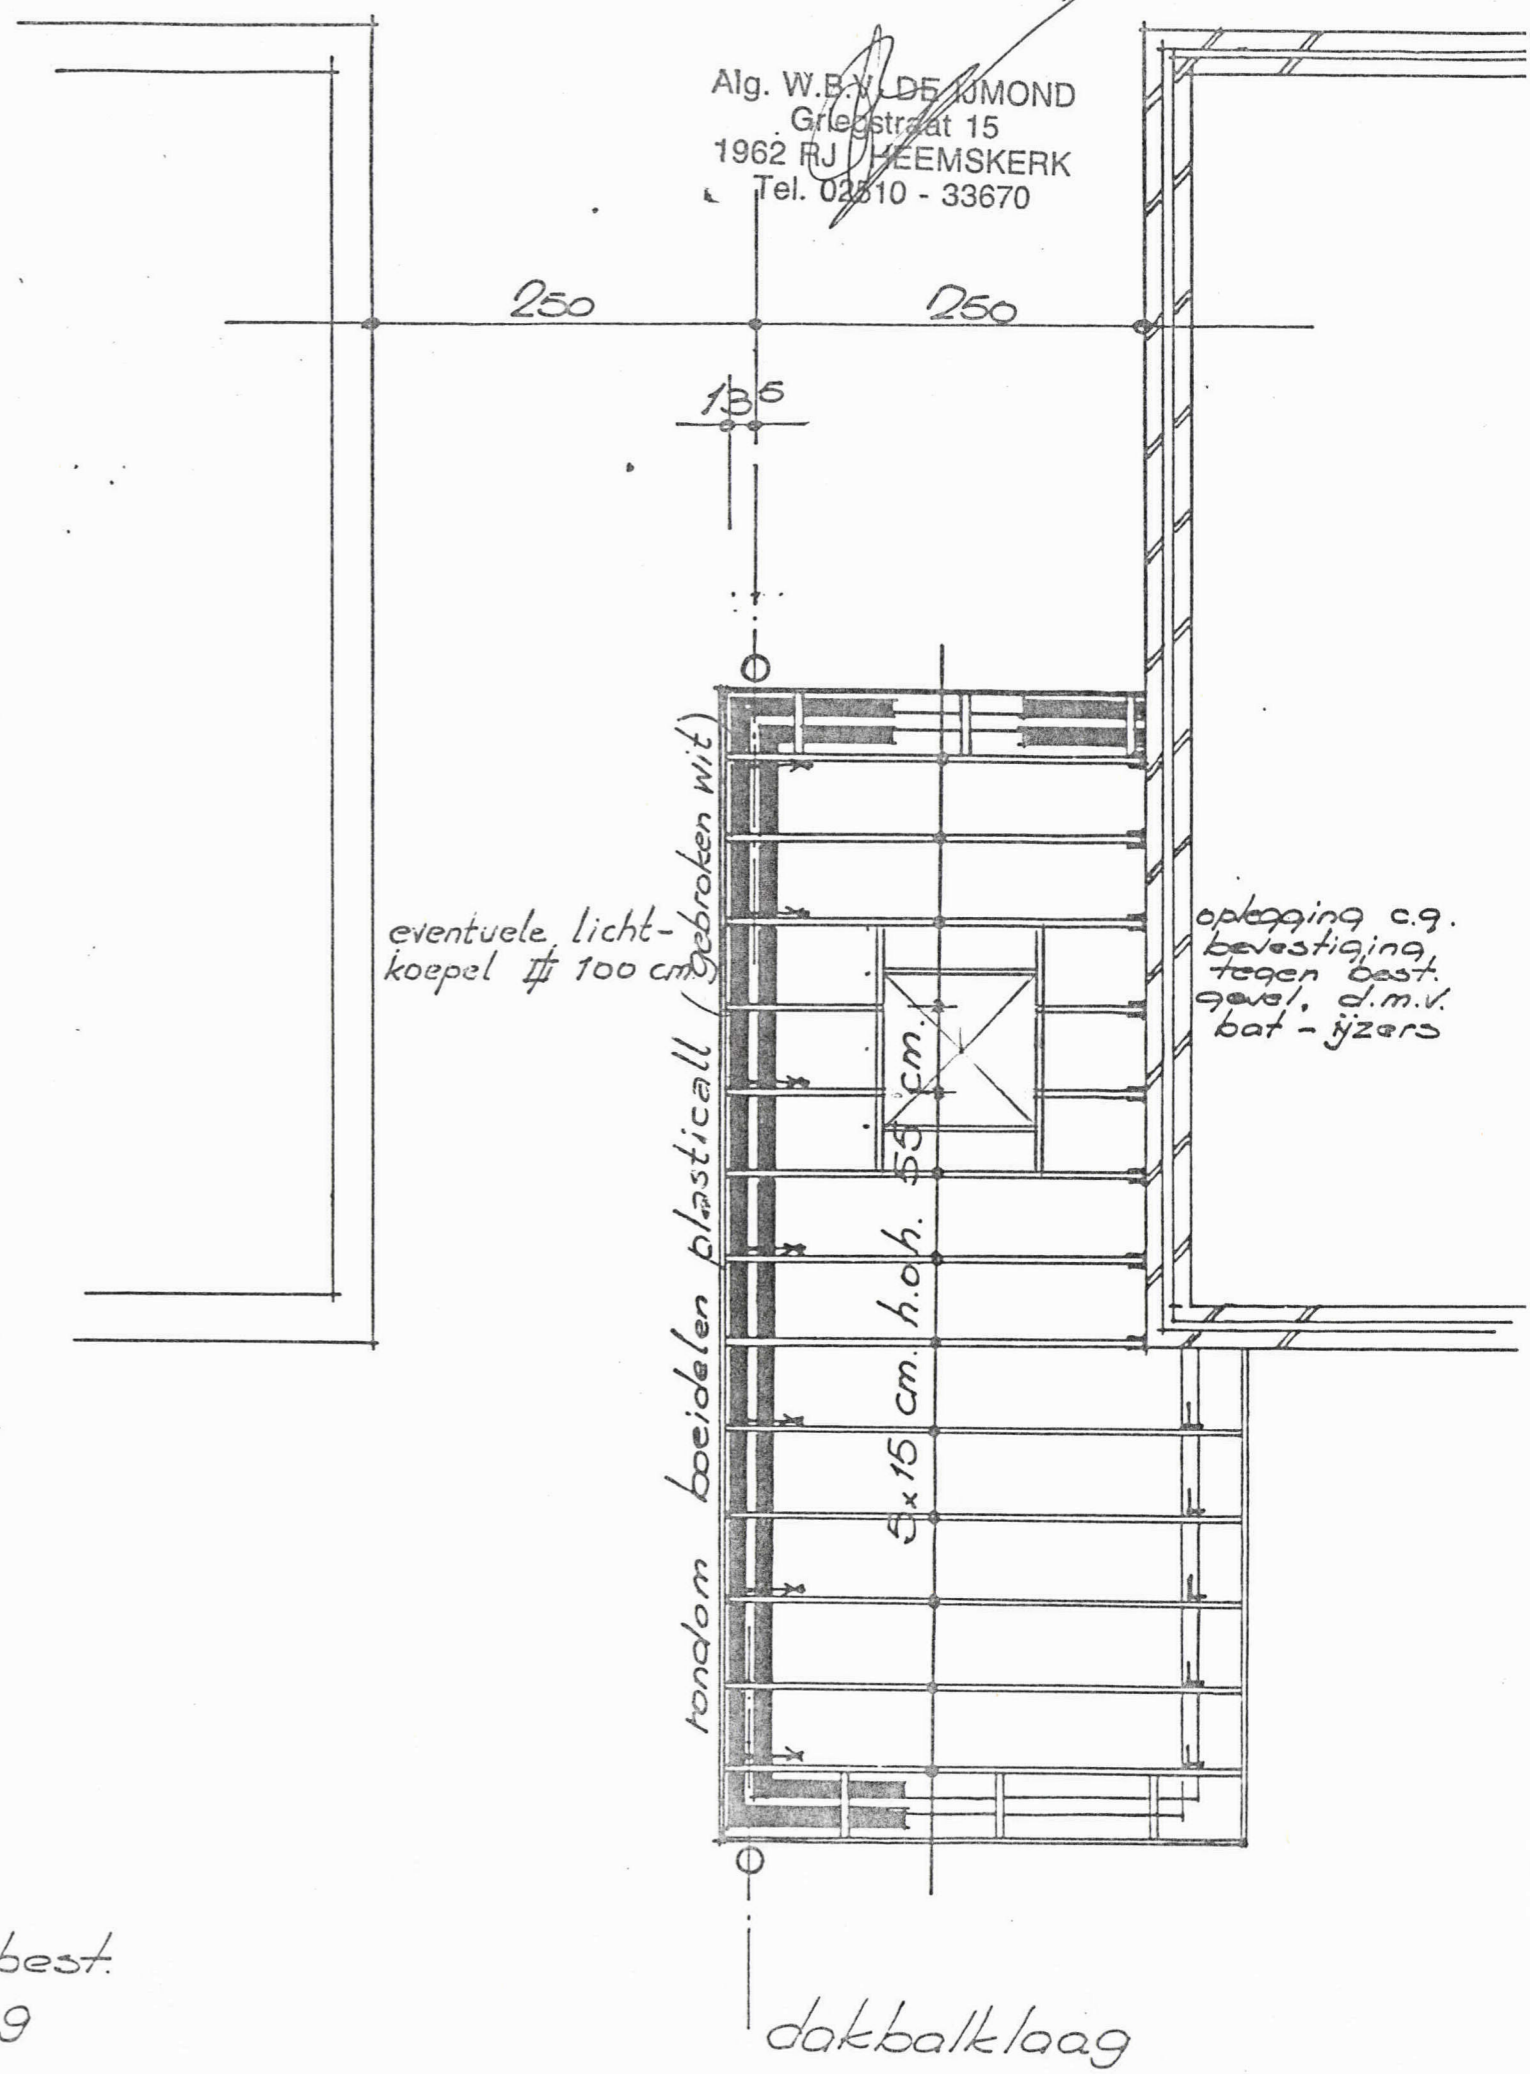 Alg. W.B.V. DE IJMOND
Griegstraat 15
1962 RJ HEEMSKERK
Tel. 02510 - 33670
250
250
13⁵
rondom boeidelen plasticall (gebroken wit)
eventuele licht-
koepel 100 cm.
5x15 cm. h.o.h. 55 cm.
oplegging c.q.
bevestiging
tegen best.
gevel, d.m.v.
bat-ijzers
best.
g
dakbalklaag